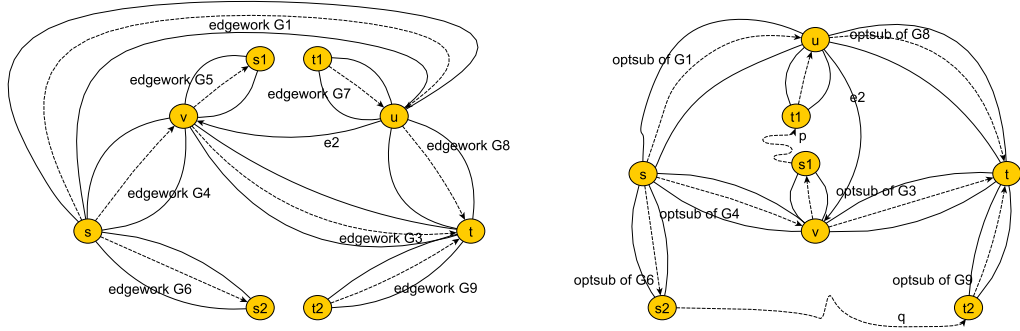 edgework G1
s1
t1
edgework G5
edgework G7
v
u
e2
edgework G8
edgework G4
s
t
edgework G3
edgework G6
edgework G9
s2
t2
u
optsub of G8
optsub of G1
e2
t1
p
s1
s
t
optsub of G3
optsub of G4
v
optsub of G6
optsub of G9
s2
q
t2